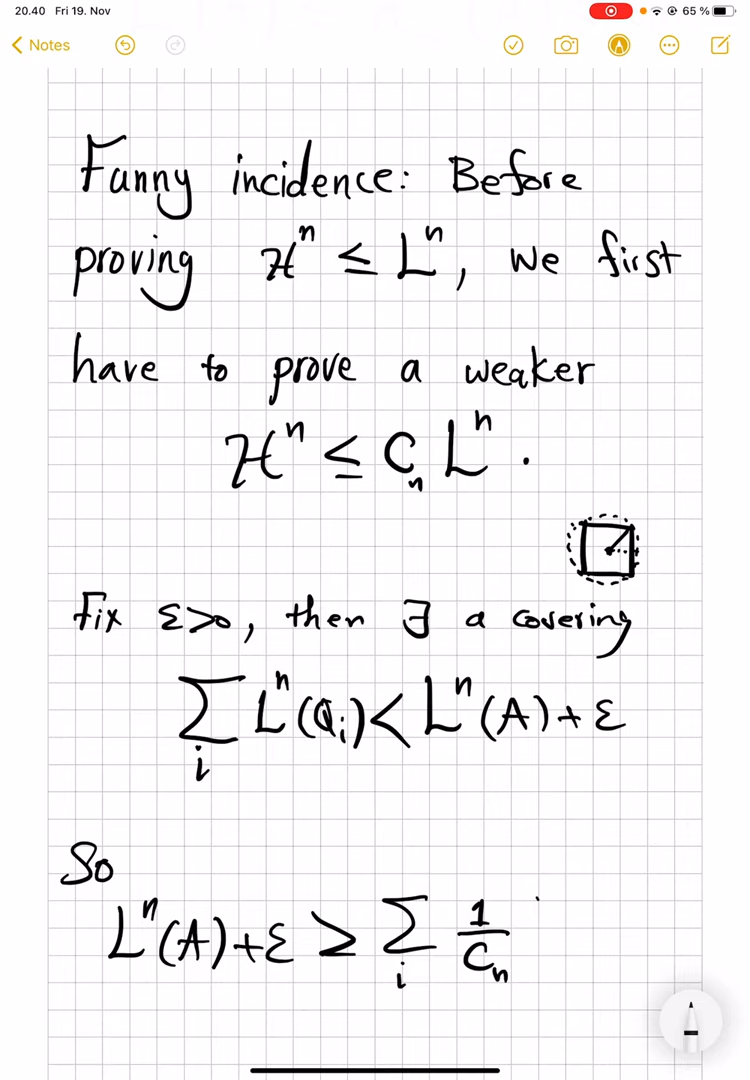 20.40 Fri 19. Nov 65 %
Notes
Funny incidence: Before
proving ℋⁿ ≤ Lⁿ, we first
have to prove a weaker
ℋⁿ ≤ Cₙ Lⁿ.
Fix ε>0, then ∃ a covering
∑ᵢ Lⁿ(Qᵢ) < Lⁿ(A) + ε
So
Lⁿ(A) + ε ≥ ∑ᵢ 1/Cₙ